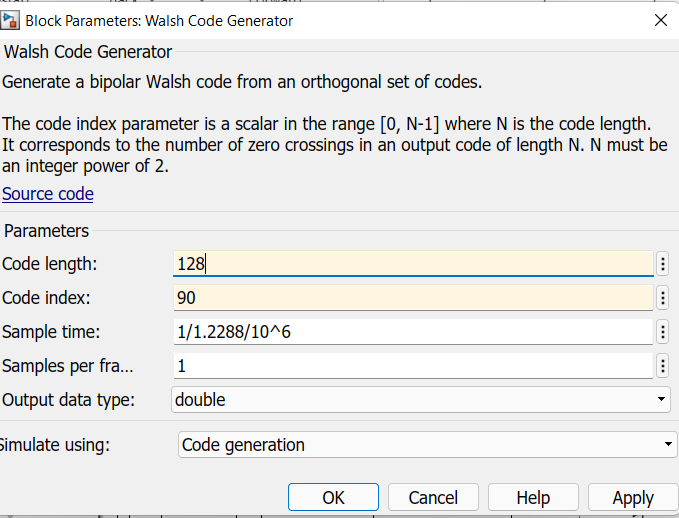 Block Parameters: Walsh Code Generator
Walsh Code Generator
Generate a bipolar Walsh code from an orthogonal set of codes.
The code index parameter is a scalar in the range [0, N-1] where N is the code length.
It corresponds to the number of zero crossings in an output code of length N. N must be
an integer power of 2.
Source code
Parameters
Code length: 128
Code index: 90
Sample time: 1/1.2288/10^6
Samples per fra... 1
Output data type: double
Simulate using: Code generation
OK Cancel Help Apply